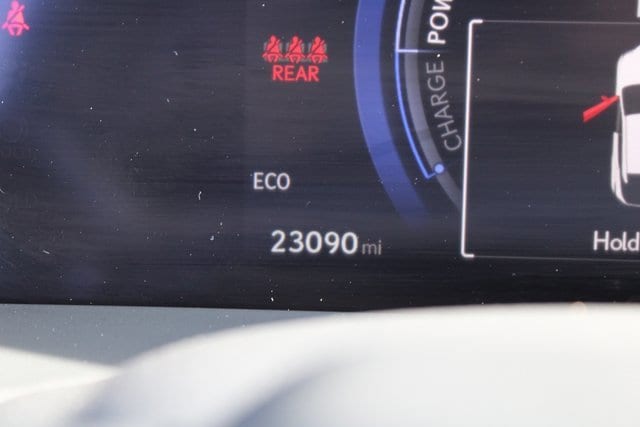 REAR
ECO
23090 mi
CHARGE
Hold